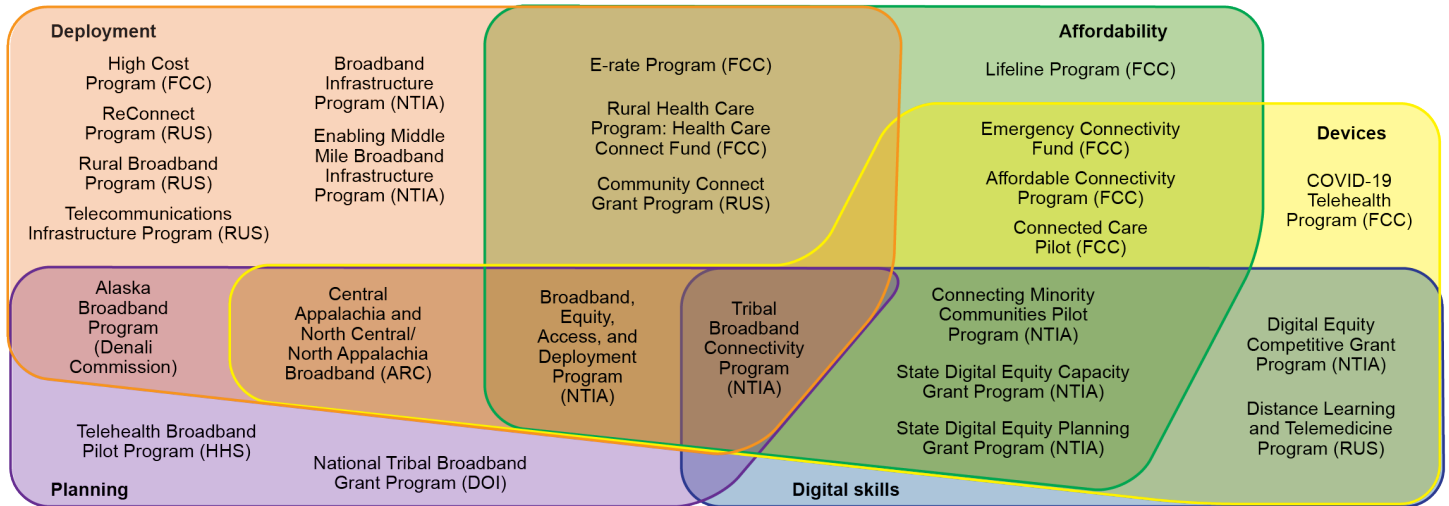 Deployment
High Cost
Program (FCC)
ReConnect
Program (RUS)
Rural Broadband
Program (RUS)
Telecommunications
Infrastructure Program (RUS)
Broadband
Infrastructure
Program (NTIA)
Enabling Middle
Mile Broadband
Infrastructure
Program (NTIA)
E-rate Program (FCC)
Rural Health Care
Program: Health Care
Connect Fund (FCC)
Community Connect
Grant Program (RUS)
Affordability
Lifeline Program (FCC)
Emergency Connectivity
Fund (FCC)
Affordable Connectivity
Program (FCC)
Connected Care
Pilot (FCC)
Devices
COVID-19
Telehealth
Program (FCC)
Alaska
Broadband
Program
(Denali
Commission)
Central
Appalachia and
North Central/
North Appalachia
Broadband (ARC)
Broadband,
Equity,
Access, and
Deployment
Program
(NTIA)
Tribal
Broadband
Connectivity
Program
(NTIA)
Connecting Minority
Communities Pilot
Program (NTIA)
State Digital Equity Capacity
Grant Program (NTIA)
State Digital Equity Planning
Grant Program (NTIA)
Digital Equity
Competitive Grant
Program (NTIA)
Distance Learning
and Telemedicine
Program (RUS)
Telehealth Broadband
Pilot Program (HHS)
National Tribal Broadband
Grant Program (DOI)
Planning
Digital skills